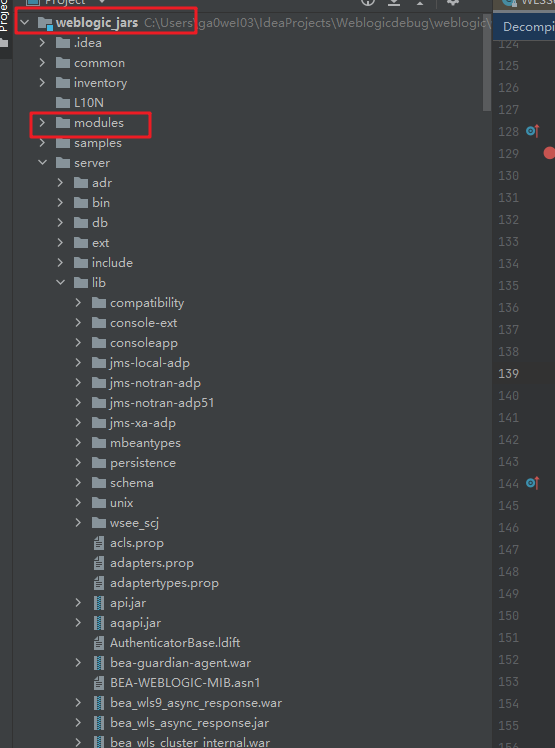 Project
weblogic_jars C:\Users\ga0wei03\IdeaProjects\Weblogicdebug\weblogic\
.idea
common
inventory
L10N
modules
samples
server
adr
bin
db
ext
include
lib
compatibility
console-ext
consoleapp
jms-local-adp
jms-notran-adp
jms-notran-adp51
jms-xa-adp
mbeantypes
persistence
schema
unix
wsee_scj
acls.prop
adapters.prop
adaptertypes.prop
api.jar
aqapi.jar
AuthenticatorBase.ldift
bea-guardian-agent.war
BEA-WEBLOGIC-MIB.asn1
bea_wls9_async_response.war
bea_wls_async_response.jar
bea_wls_cluster_internal.war
Decompi
124
125
126
127
128
129
130
131
132
133
134
135
136
137
138
139
140
141
142
143
144
145
146
147
148
149
150
151
152
153
154
155